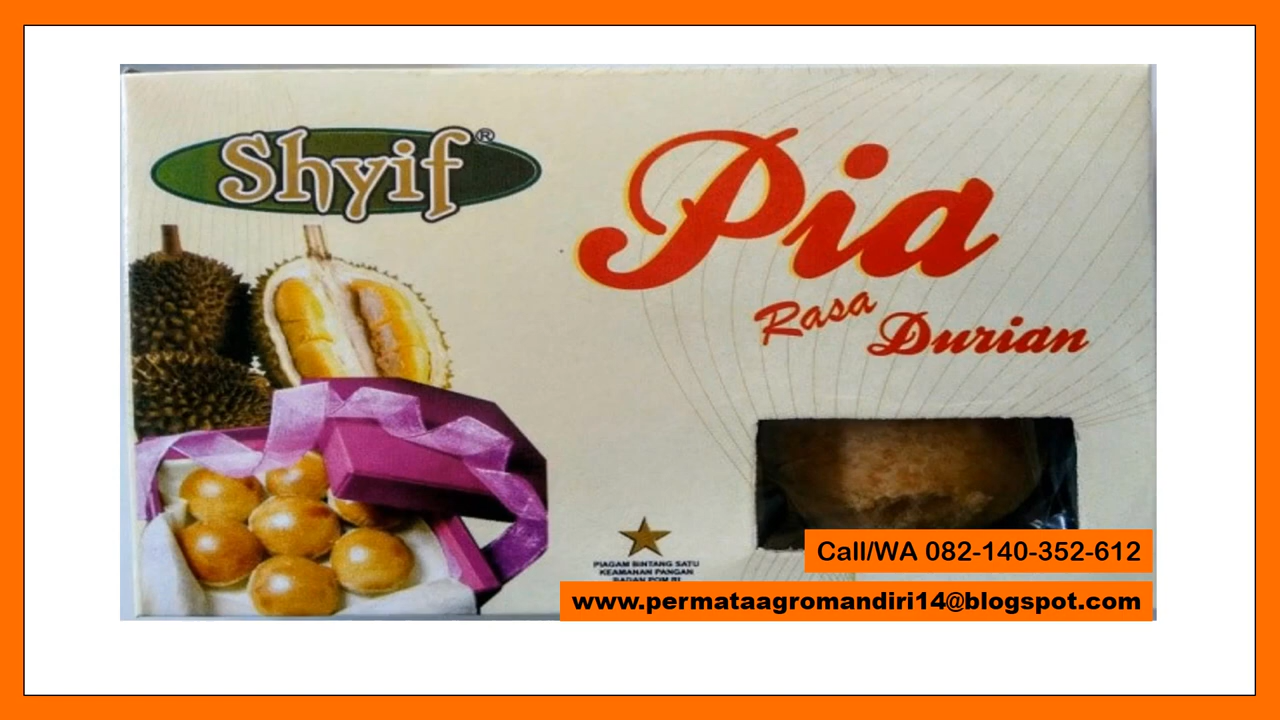 Shyif®
Pia
Rasa
Durian
PIAGAM BINTANG SATU
KEAMANAN PANGAN
BADAN POM RI
Call/WA 082-140-352-612
www.permataagromandiri14@blogspot.com